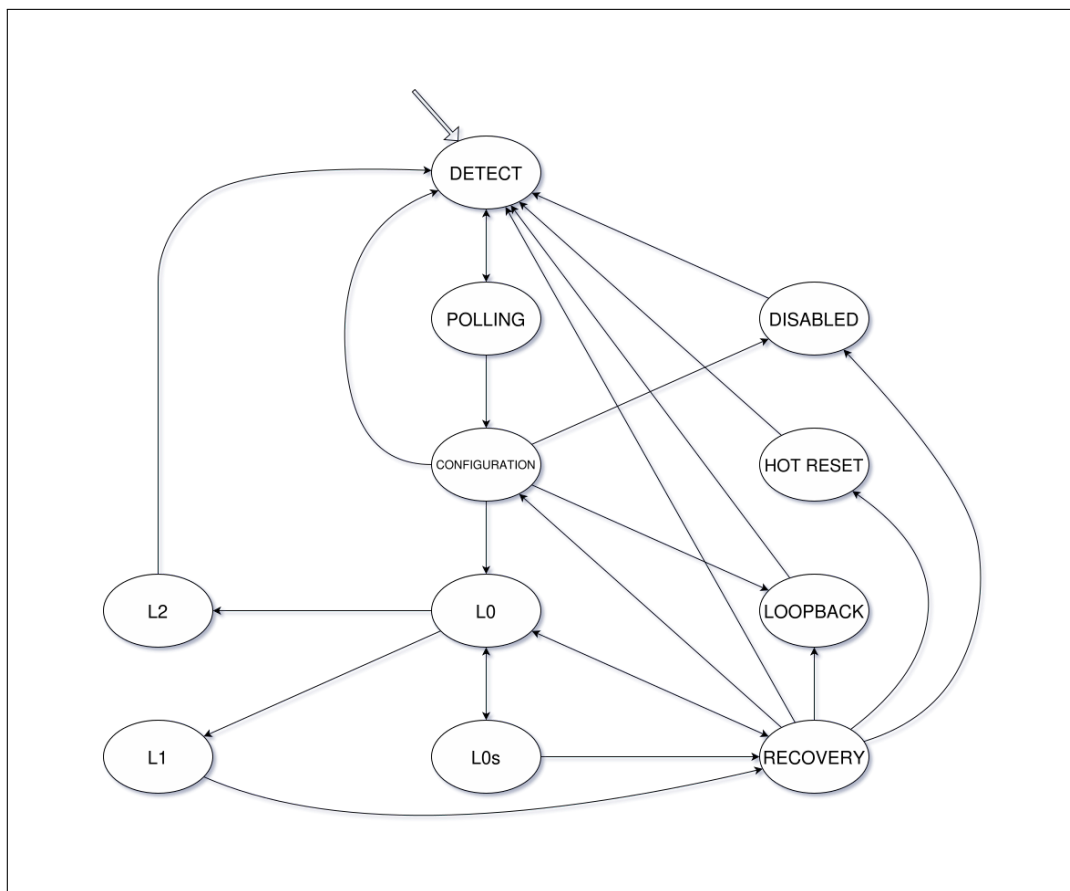 DETECT
POLLING
DISABLED
CONFIGURATION
HOT RESET
L2
L0
LOOPBACK
L1
L0s
RECOVERY